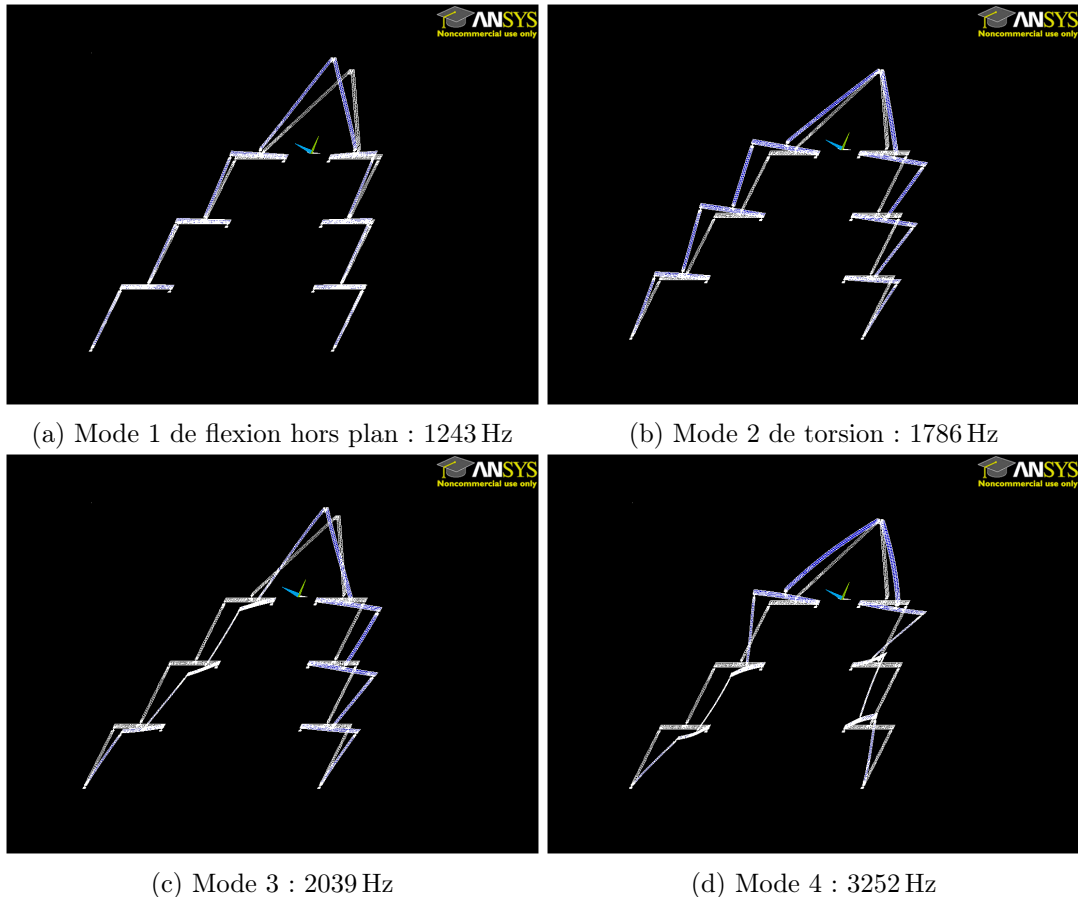 ANSYS
Noncommercial use only
ANSYS
Noncommercial use only
(a) Mode 1 de flexion hors plan : 1243 Hz
(b) Mode 2 de torsion : 1786 Hz
ANSYS
Noncommercial use only
ANSYS
Noncommercial use only
(c) Mode 3 : 2039 Hz
(d) Mode 4 : 3252 Hz